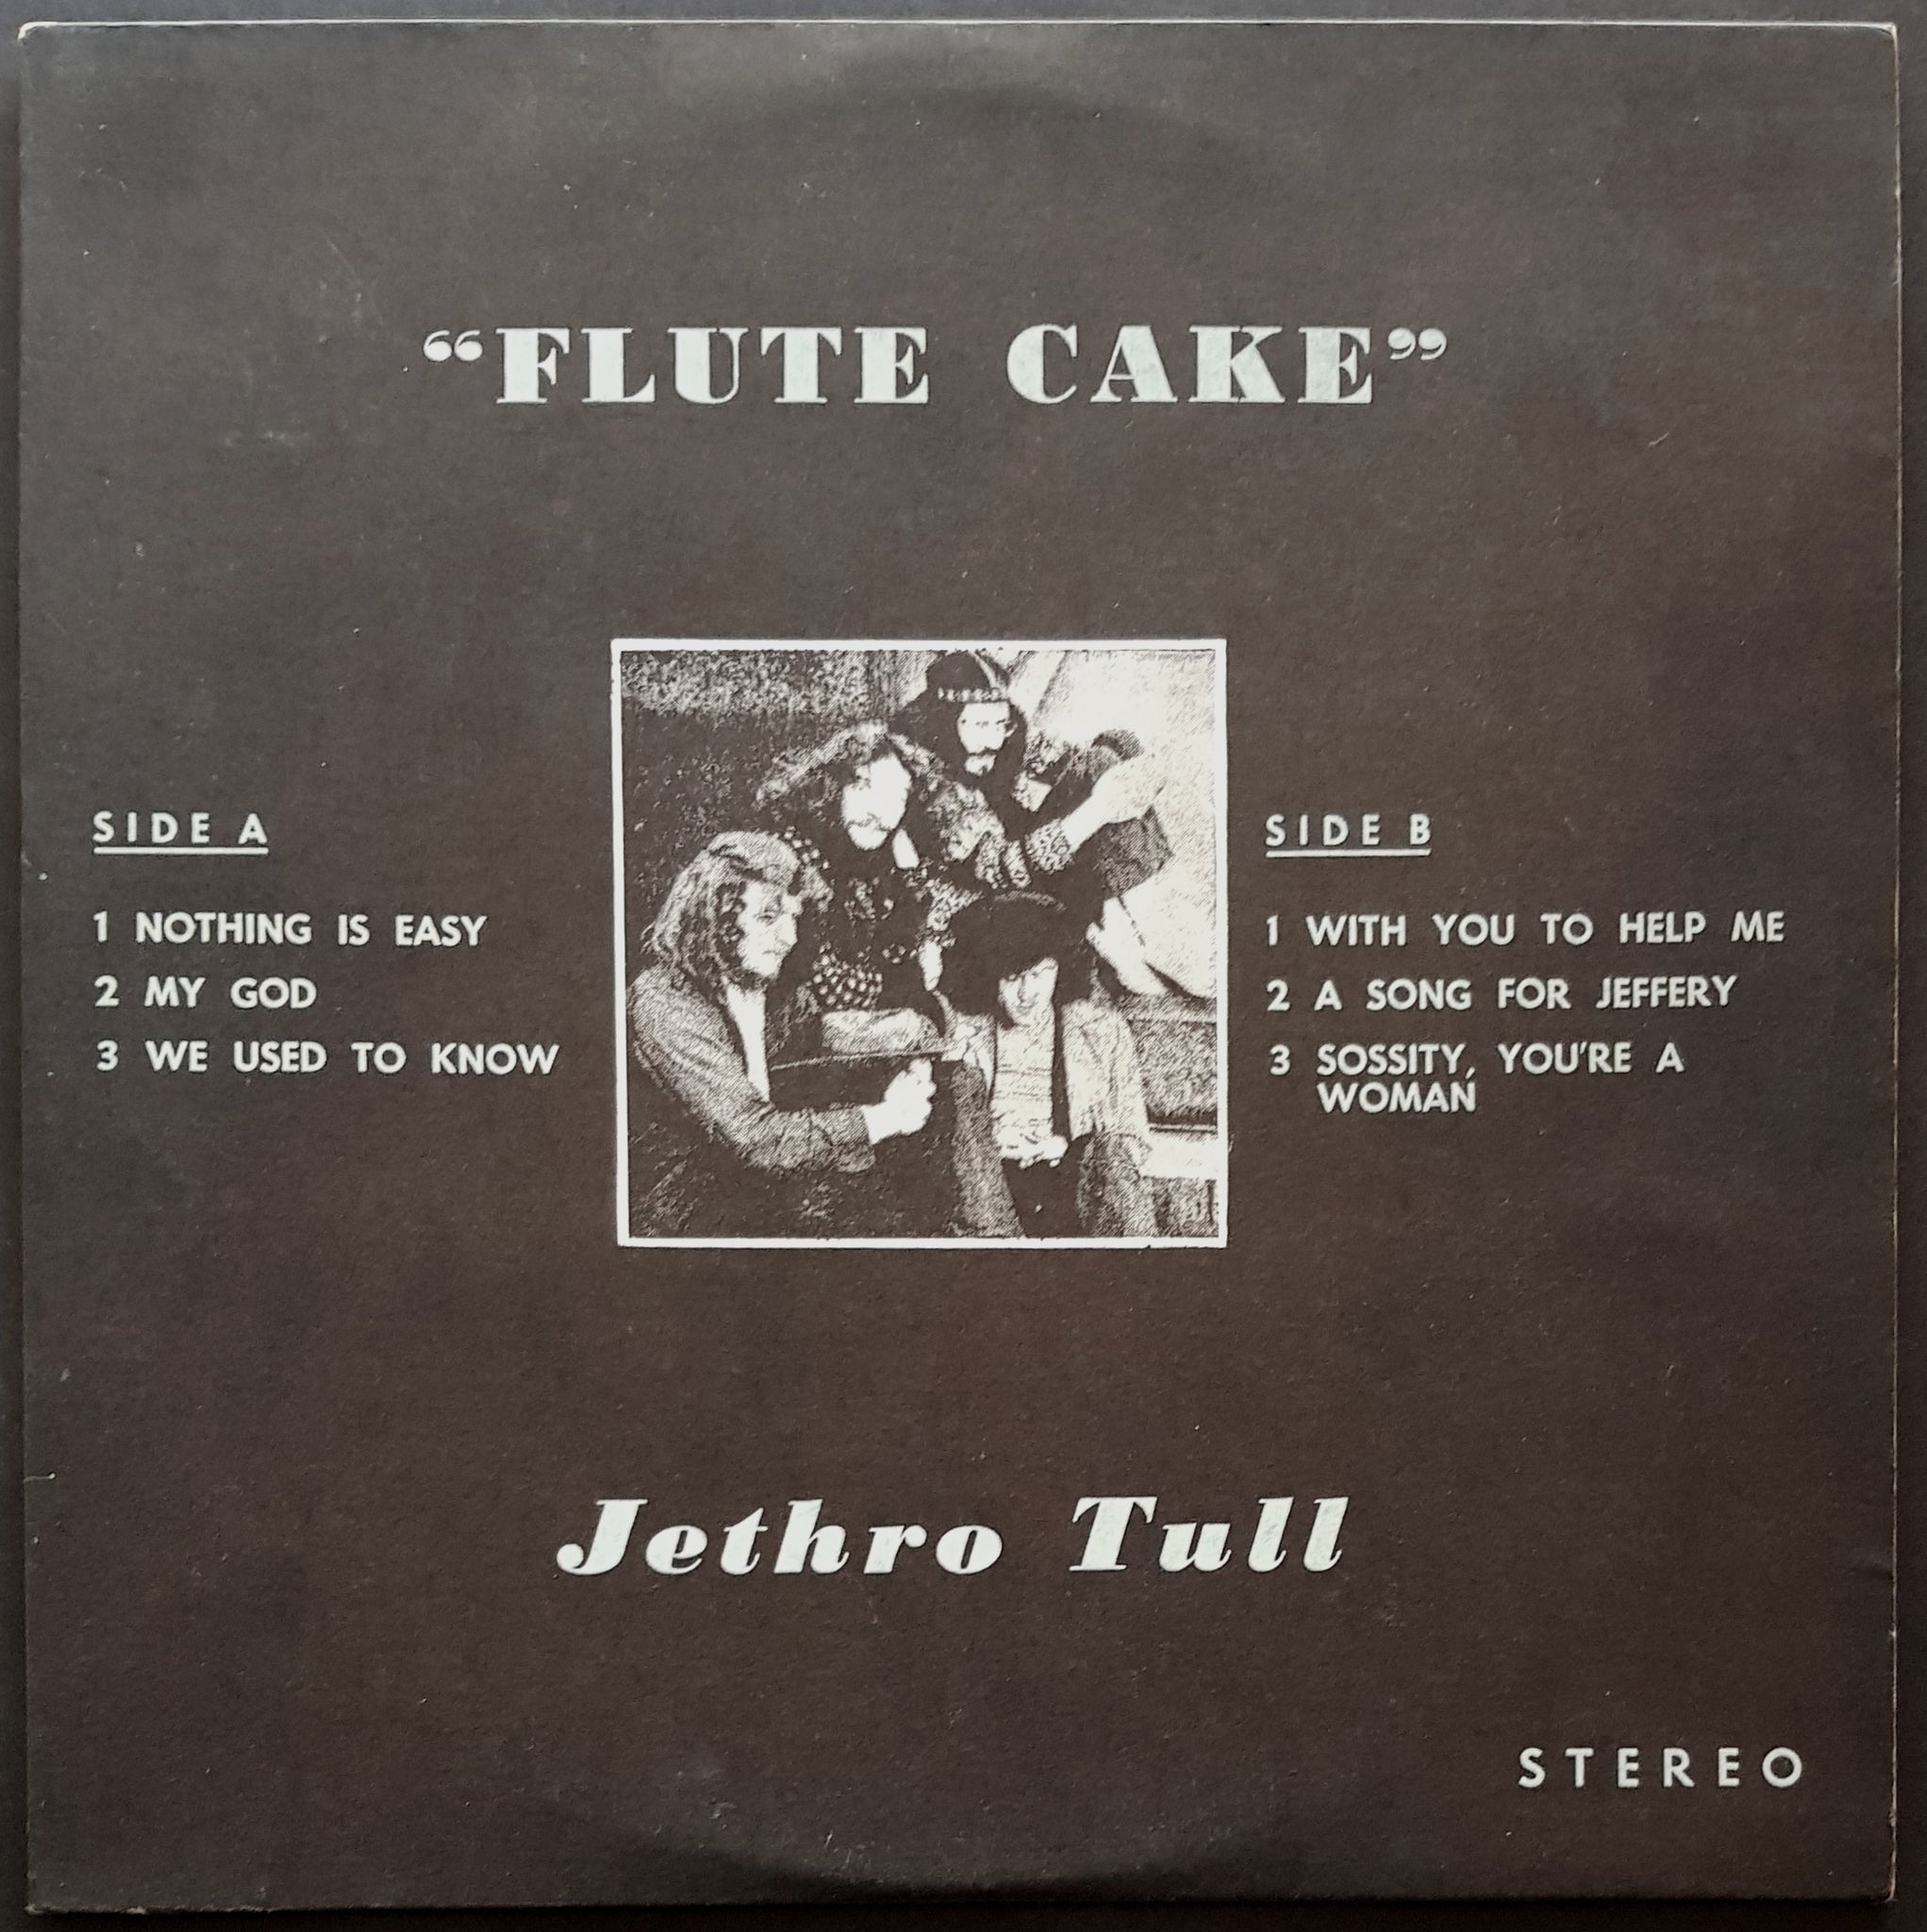 “FLUTE CAKE”
SIDE A
1 NOTHING IS EASY
2 MY GOD
3 WE USED TO KNOW
SIDE B
1 WITH YOU TO HELP ME
2 A SONG FOR JEFFERY
3 SOSSITY, YOU'RE A
WOMAN
Jethro Tull
STEREO